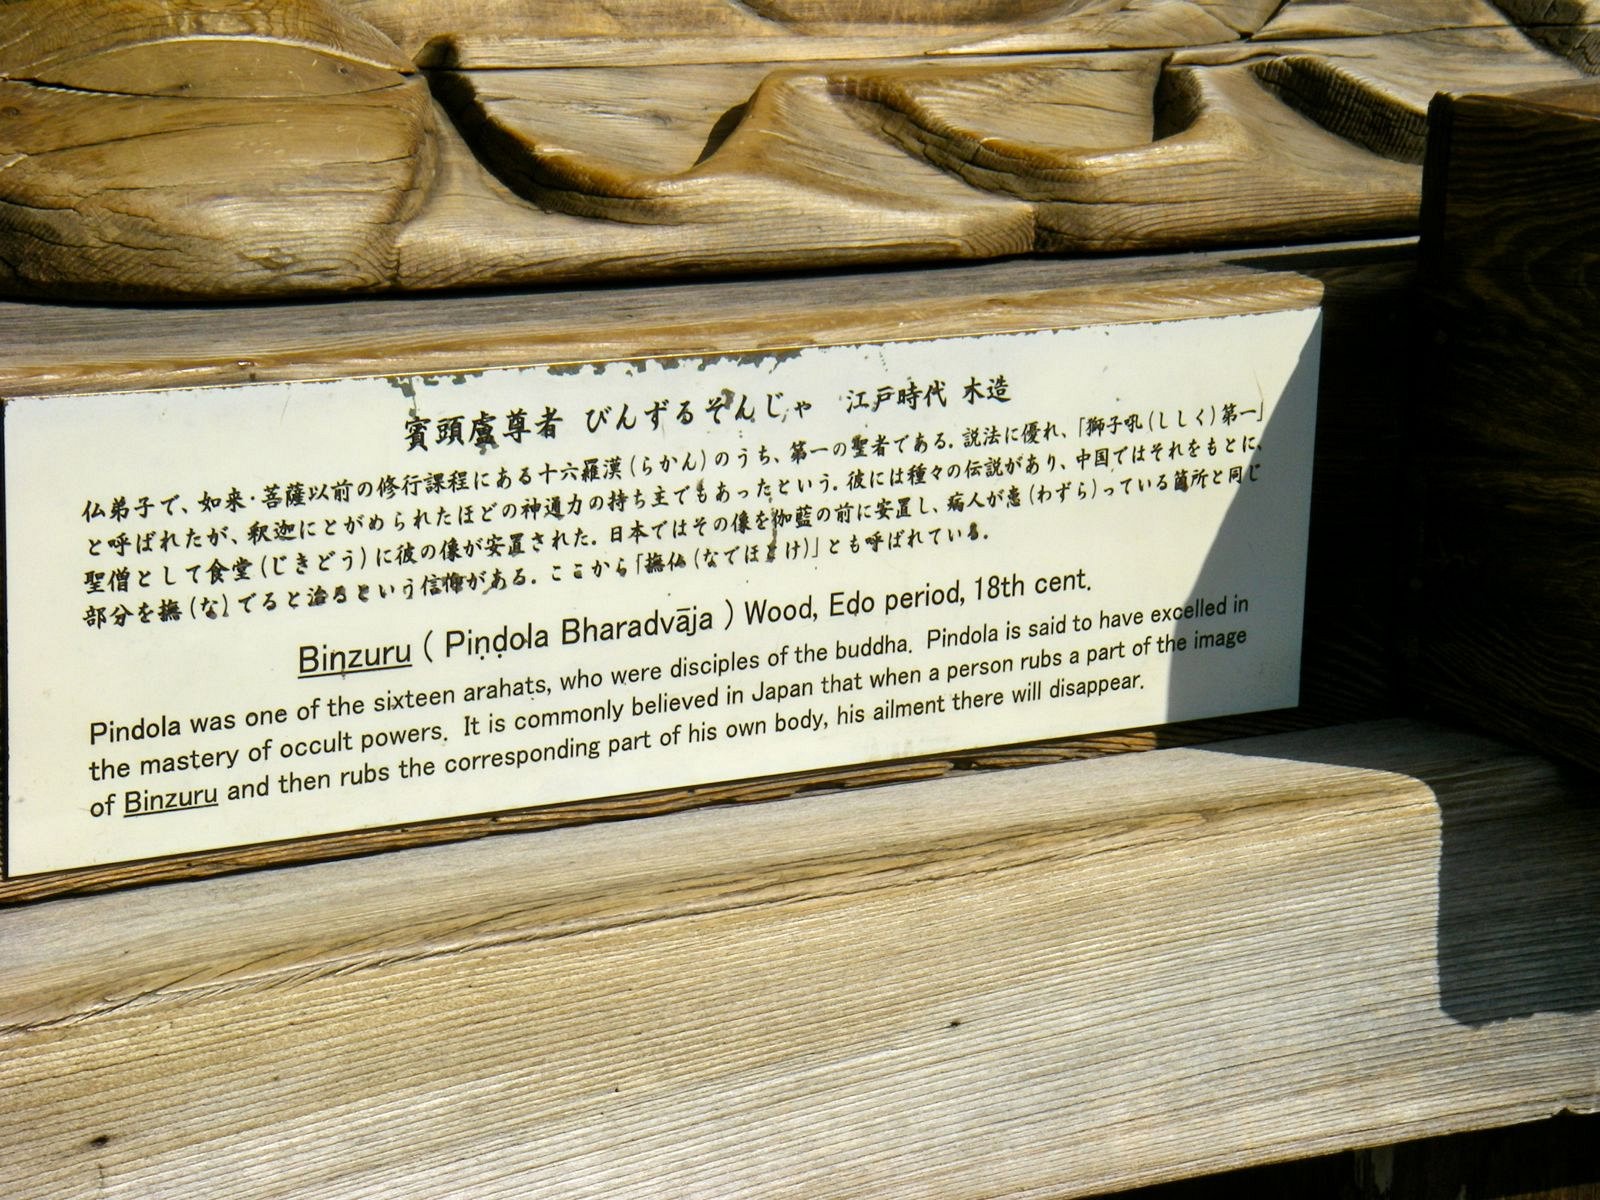 賓頭盧尊者 びんずるそんじゃ 江戸時代 木造
仏弟子で、如来・菩薩以前の修行課程にある十六羅漢(らかん)のうち、第一の聖者である。説法に優れ、「獅子吼(ししく)第一」
と呼ばれたが、釈迦にとがめられたほどの神通力の持ち主でもあったという。彼には種々の伝説があり、中国ではそれをもとに、
聖僧として食堂(じきどう)に彼の像が安置された。日本ではその像を伽藍の前に安置し、病人が患(わずら)っている箇所と同じ
部分を撫(な)でると治るという信仰がある。ここから「撫仏(なでほとけ)」とも呼ばれている。
Binzuru ( Piṇḍola Bharadvāja ) Wood, Edo period, 18th cent.
Pindola was one of the sixteen arahats, who were disciples of the buddha. Pindola is said to have excelled in
the mastery of occult powers. It is commonly believed in Japan that when a person rubs a part of the image
of Binzuru and then rubs the corresponding part of his own body, his ailment there will disappear.